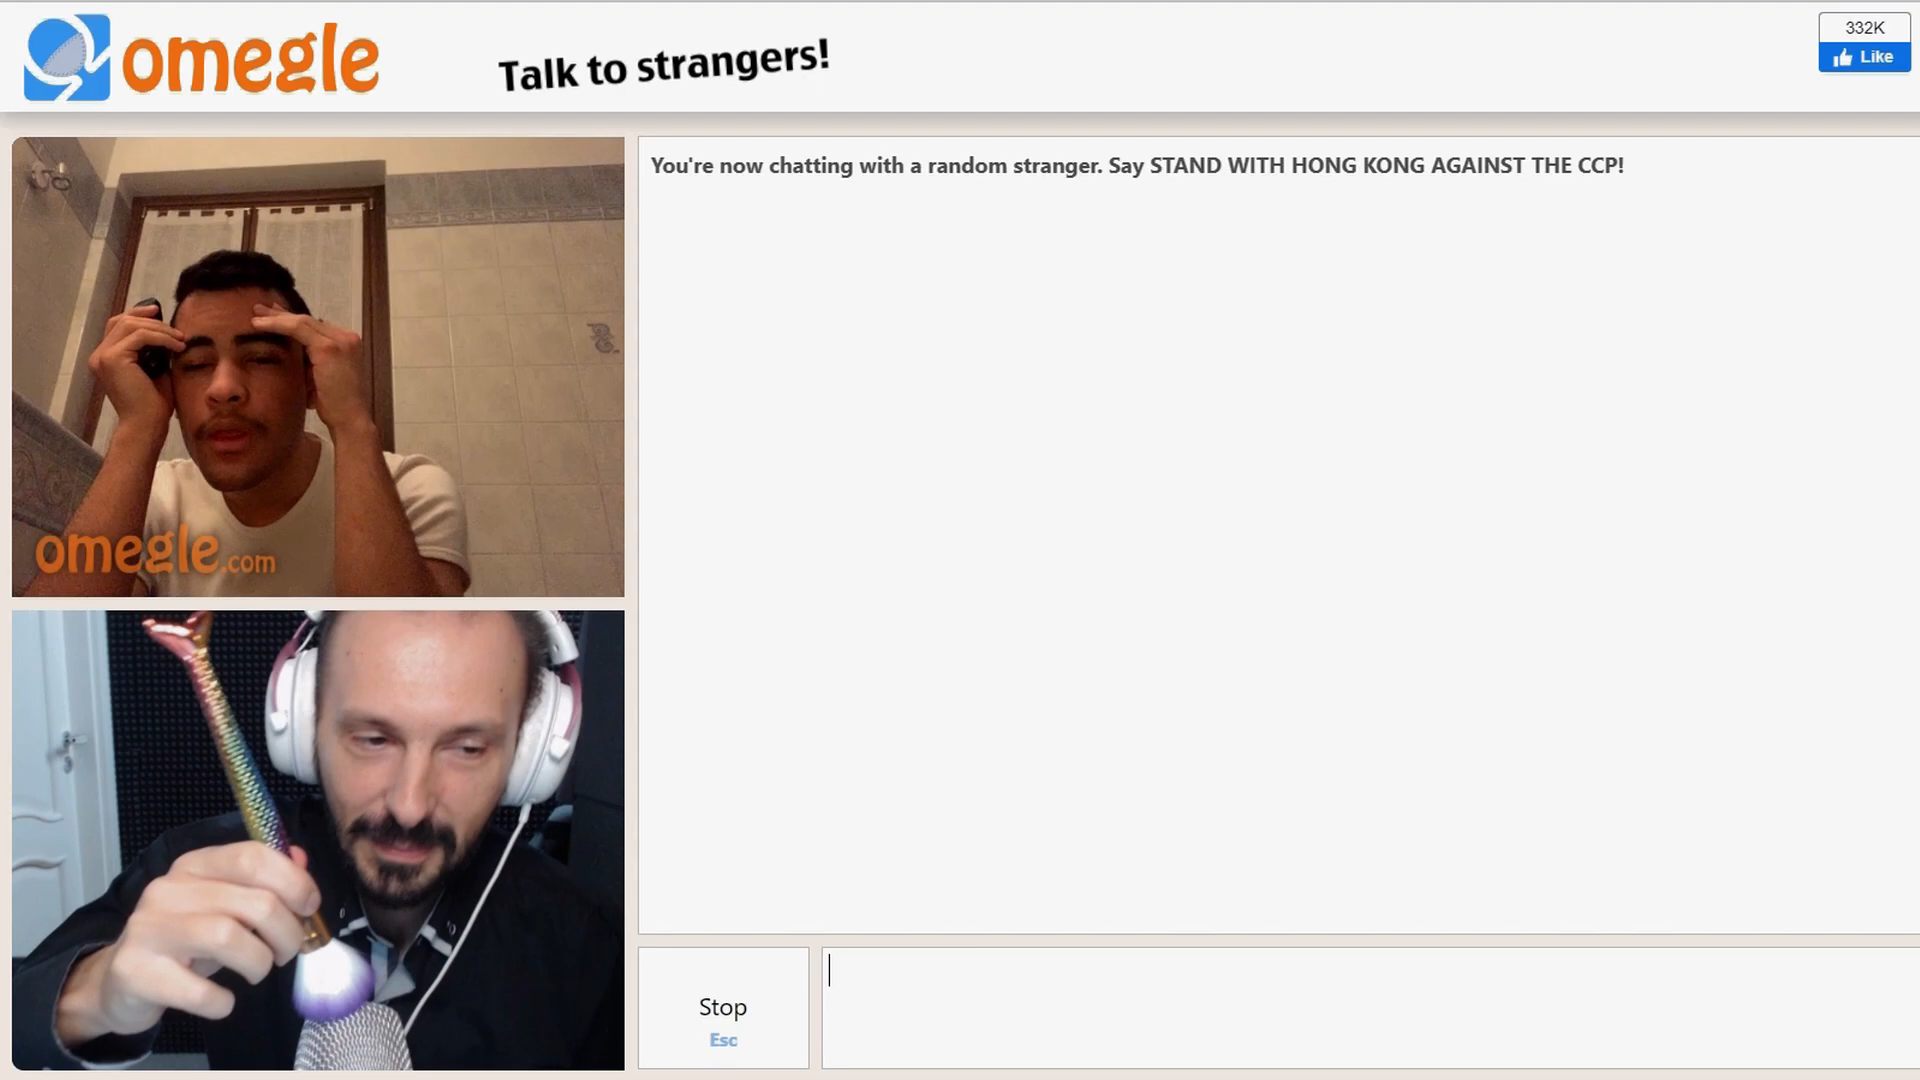 omegle
Talk to strangers!
332K
Like
You're now chatting with a random stranger. Say STAND WITH HONG KONG AGAINST THE CCP!
omegle.com
Stop
Esc